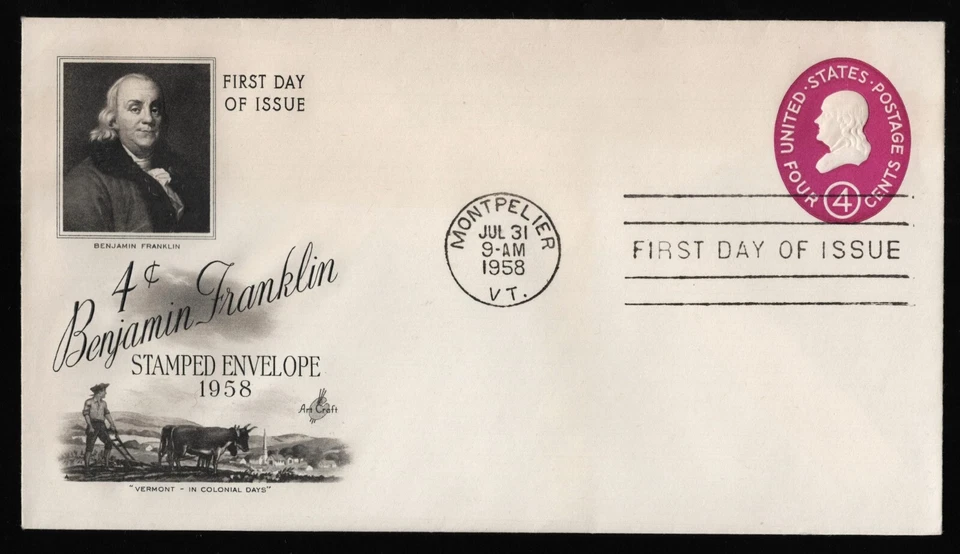 FIRST DAY
OF ISSUE
BENJAMIN FRANKLIN
4¢
Benjamin Franklin
STAMPED ENVELOPE
1958
Art Craft
"VERMONT - IN COLONIAL DAYS"
MONTPELIER
JUL 31
9-AM
1958
VT.
UNITED · STATES · POSTAGE
FOUR 4 CENTS
FIRST DAY OF ISSUE